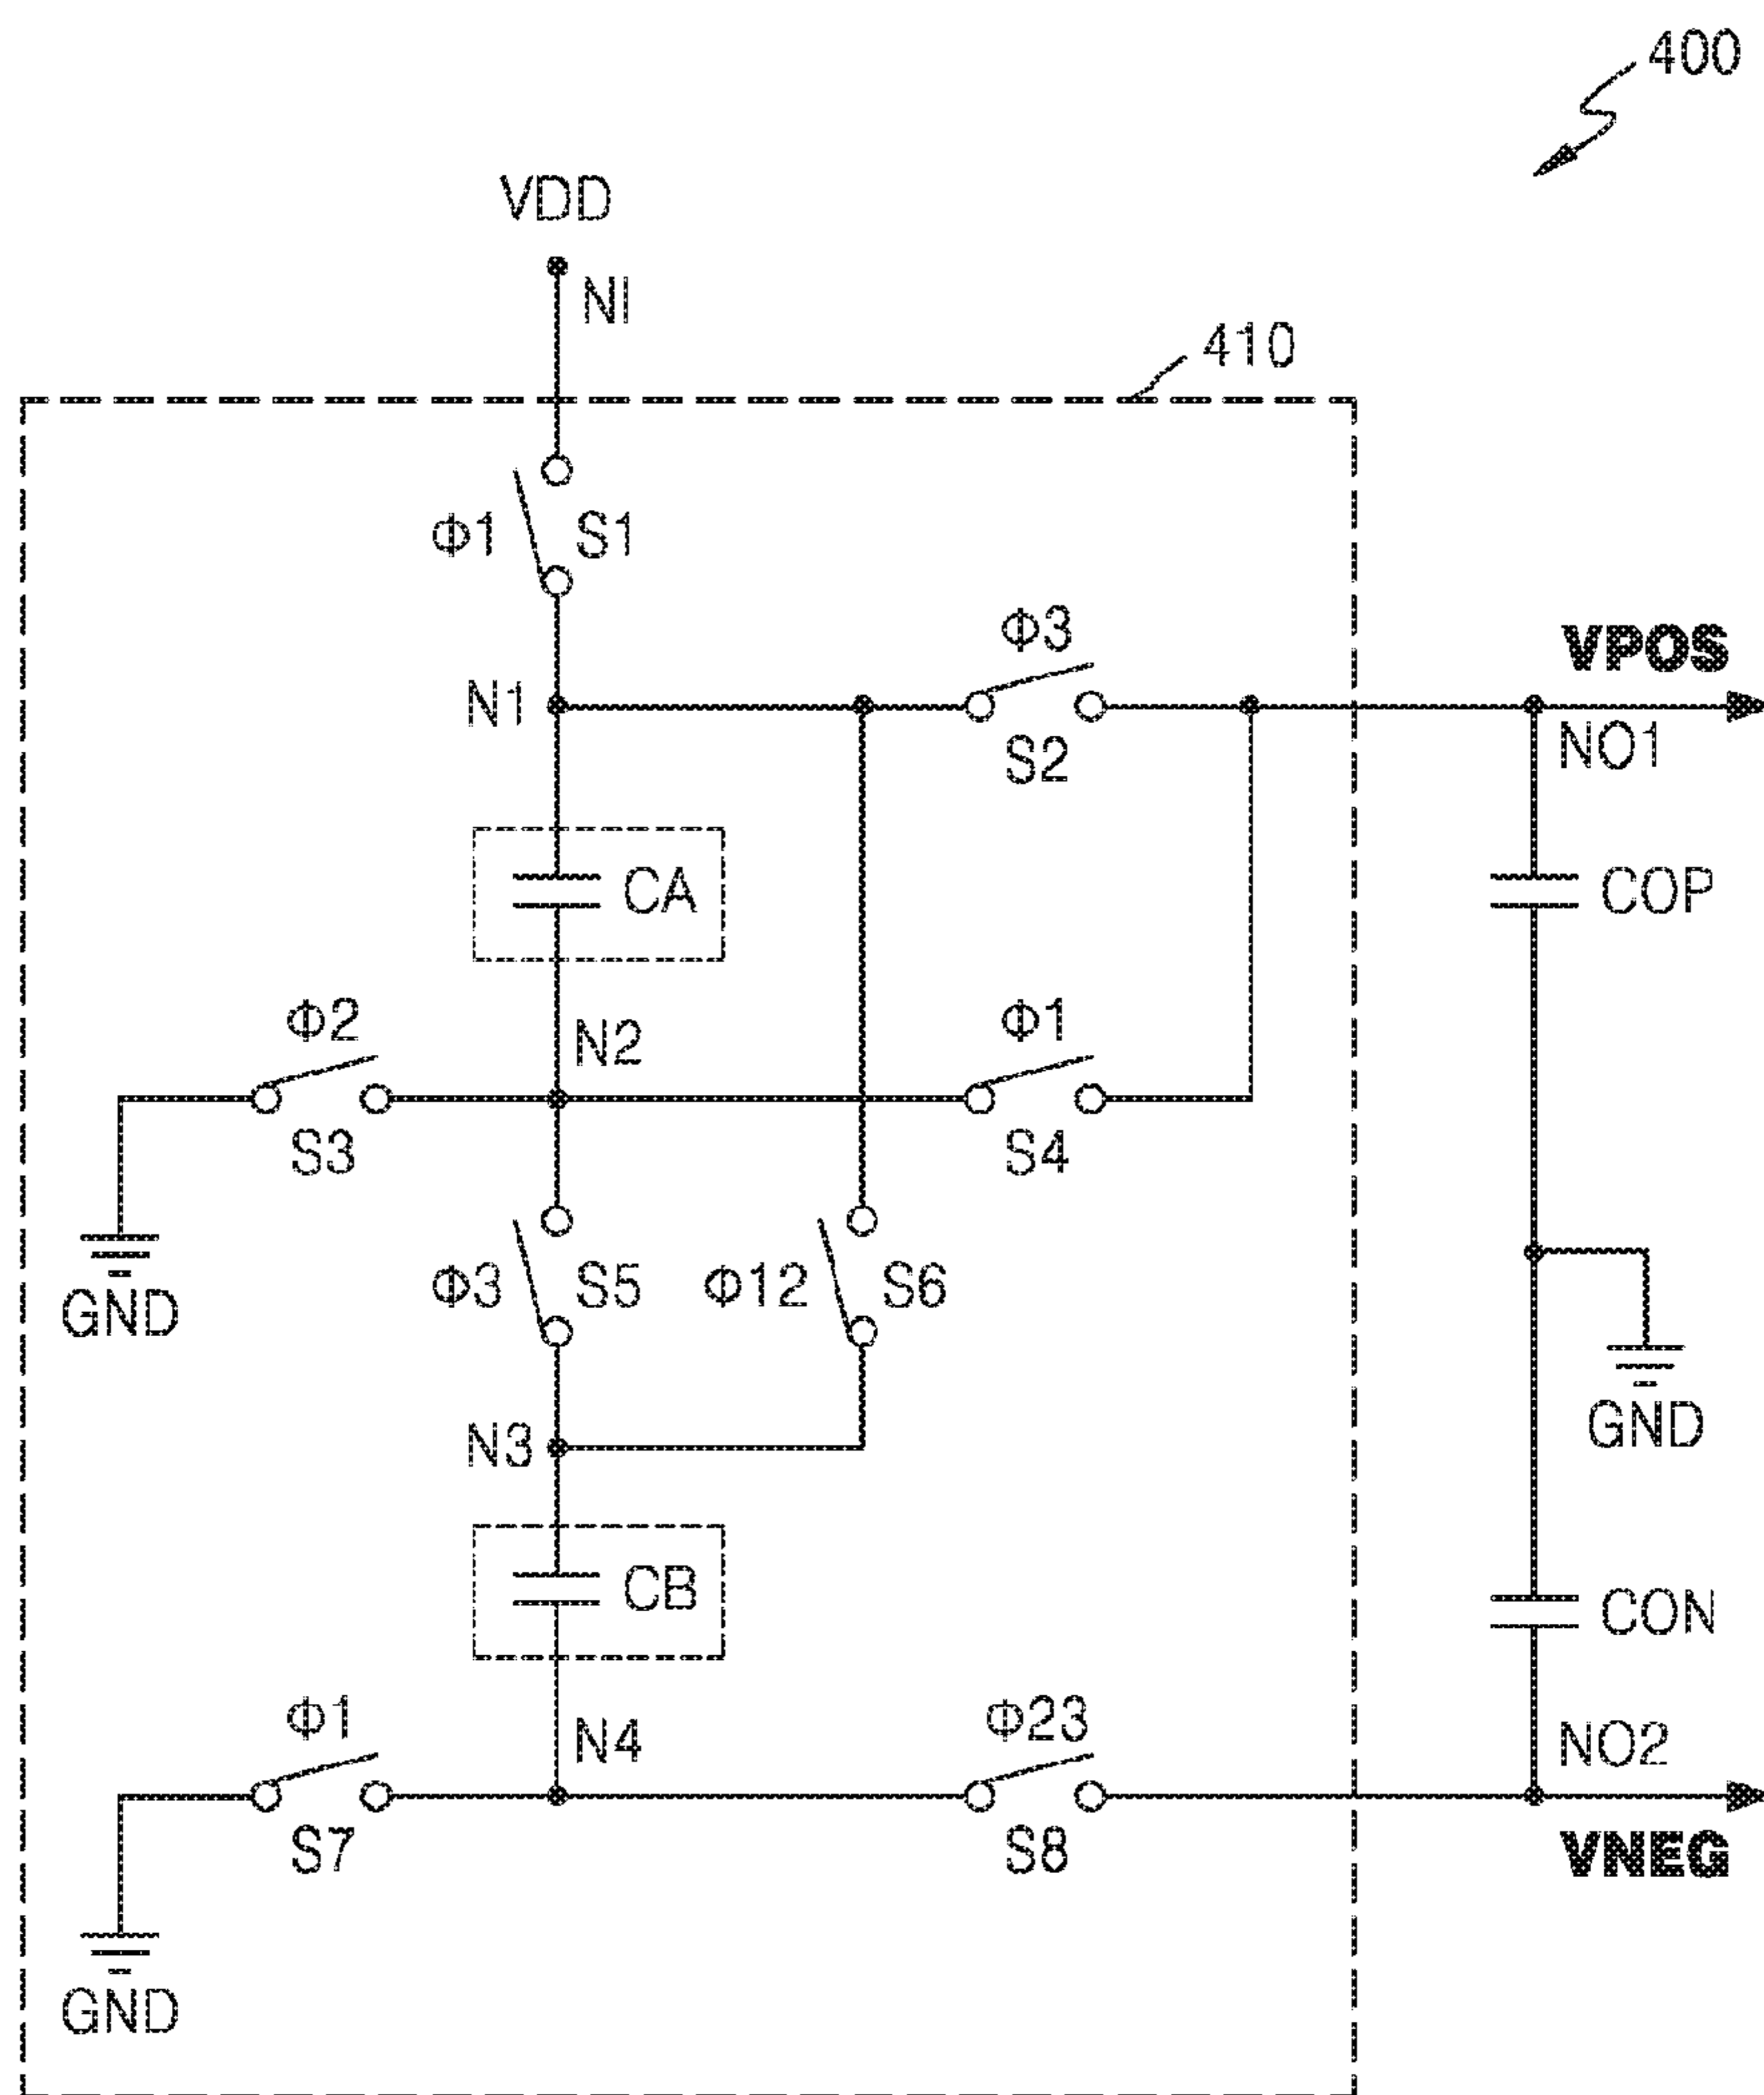 400
VDD
NI
410
Φ1
S1
Φ3
VPOS
N1
S2
NO1
CA
COP
Φ2
N2
Φ1
S3
S4
GND
Φ3
S5
Φ12
S6
GND
N3
CB
CON
Φ1
N4
Φ23
NO2
S7
S8
VNEG
GND